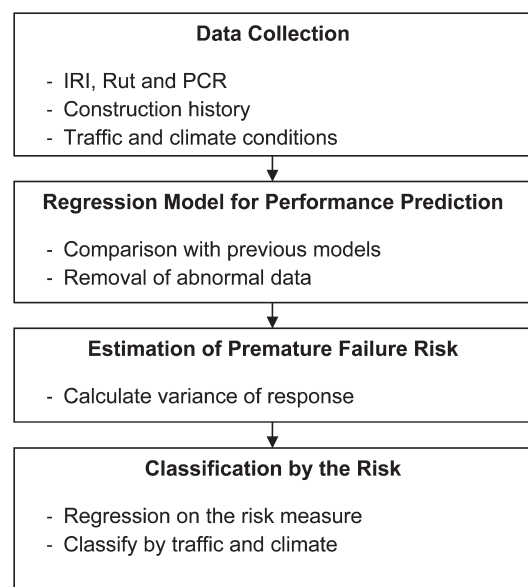 Data Collection
- IRI, Rut and PCR
- Construction history
- Traffic and climate conditions
Regression Model for Performance Prediction
- Comparison with previous models
- Removal of abnormal data
Estimation of Premature Failure Risk
- Calculate variance of response
Classification by the Risk
- Regression on the risk measure
- Classify by traffic and climate